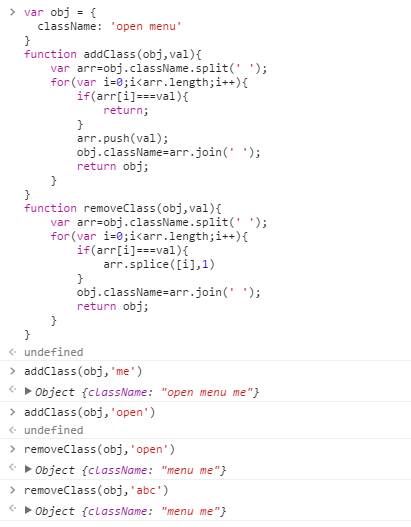 > var obj = {
    className: 'open menu'
  }
  function addClass(obj,val){
      var arr=obj.className.split(' ');
      for(var i=0;i<arr.length;i++){
          if(arr[i]===val){
              return;
          }
          arr.push(val);
          obj.className=arr.join(' ');
          return obj;
      }
  }
  function removeClass(obj,val){
      var arr=obj.className.split(' ');
      for(var i=0;i<arr.length;i++){
          if(arr[i]===val){
              arr.splice([i],1)
          }
          obj.className=arr.join(' ');
          return obj;
      }
  }
< undefined
> addClass(obj,'me')
< ▶ Object {className: "open menu me"}
> addClass(obj,'open')
< undefined
> removeClass(obj,'open')
< ▶ Object {className: "menu me"}
> removeClass(obj,'abc')
< ▶ Object {className: "menu me"}